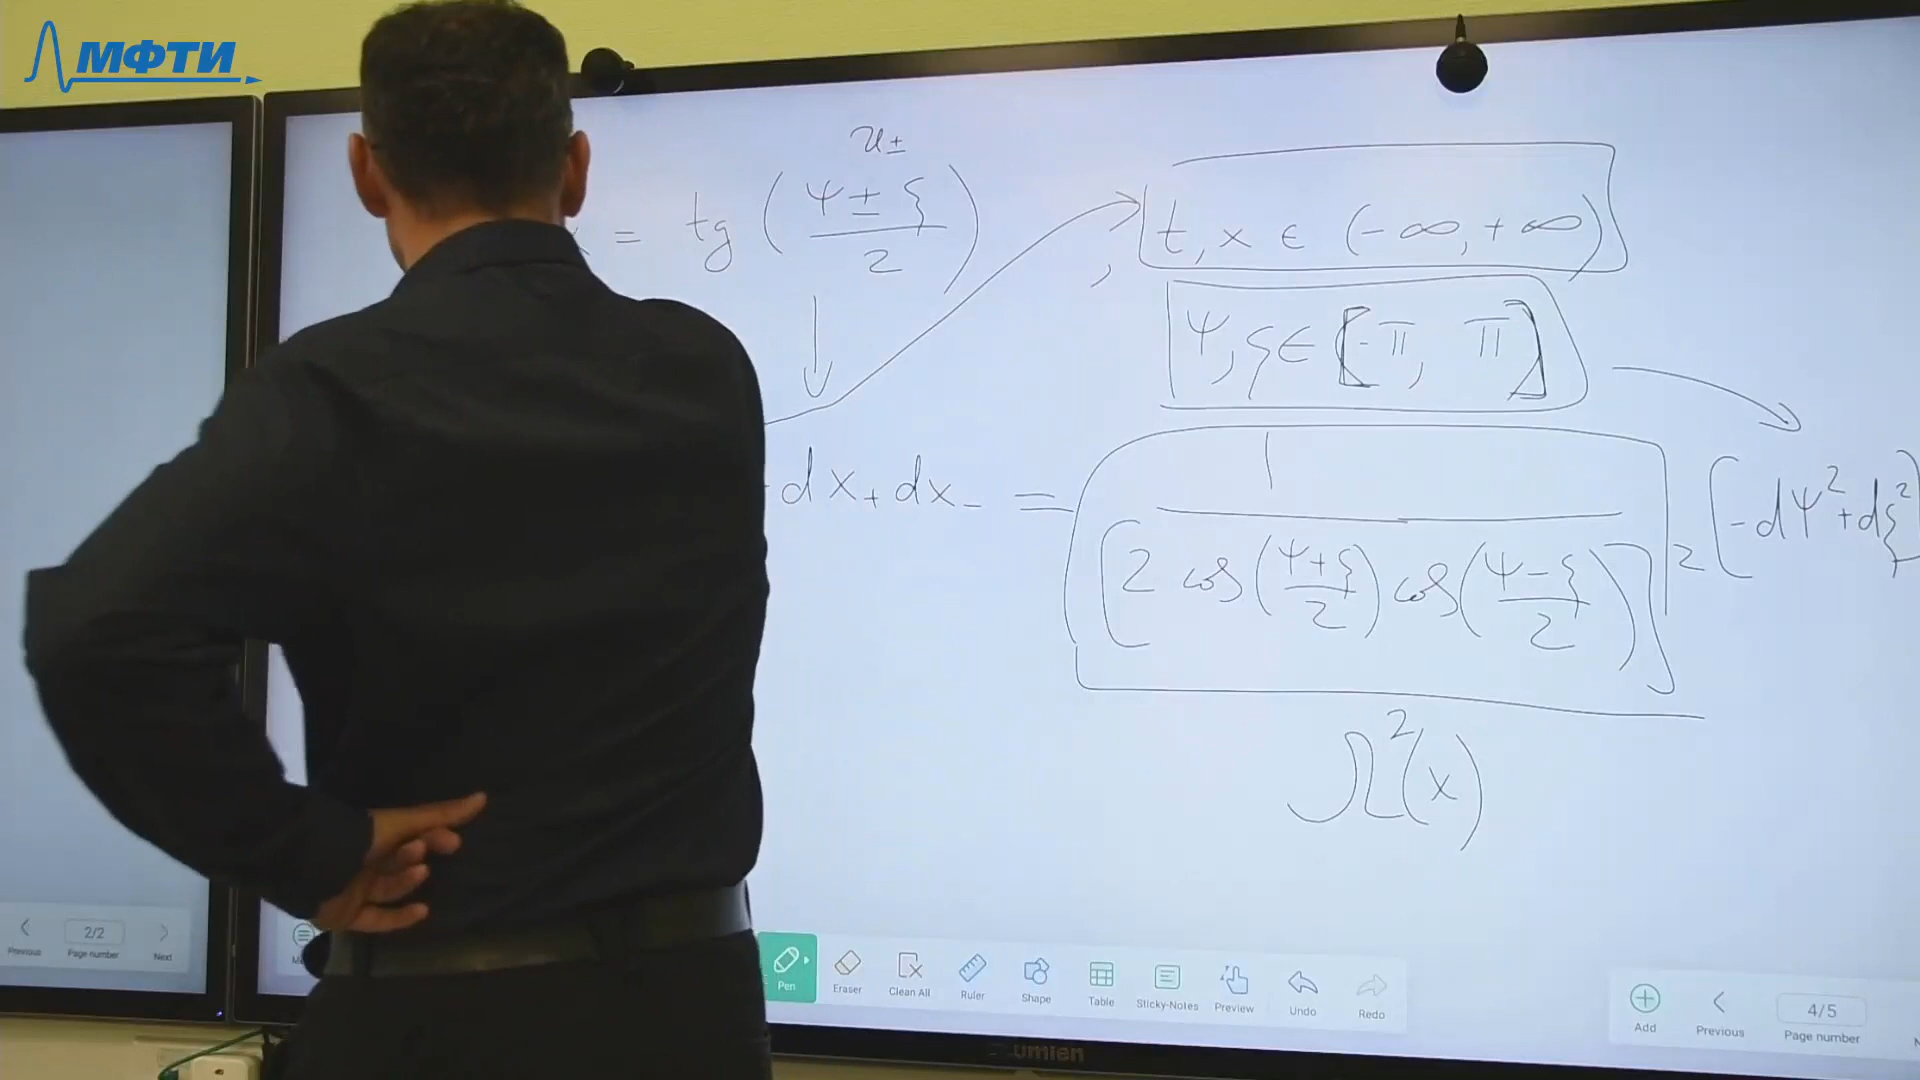 МФТИ
u±
= tg ( (ψ ± ξ) / 2 )
, t, x ∈ (-∞, +∞)
ψ, ξ ∈ [-π, π]
dx₊ dx₋ = 1 / [2 cos((ψ+ξ)/2) cos((ψ-ξ)/2)]² [-dψ² + dξ²]
Ω²(x)
Pen
Eraser
Clean All
Ruler
Shape
Table
Sticky-Notes
Preview
Undo
Redo
Add
Previous
4/5
Page number
Previous
2/2
Page number
Next